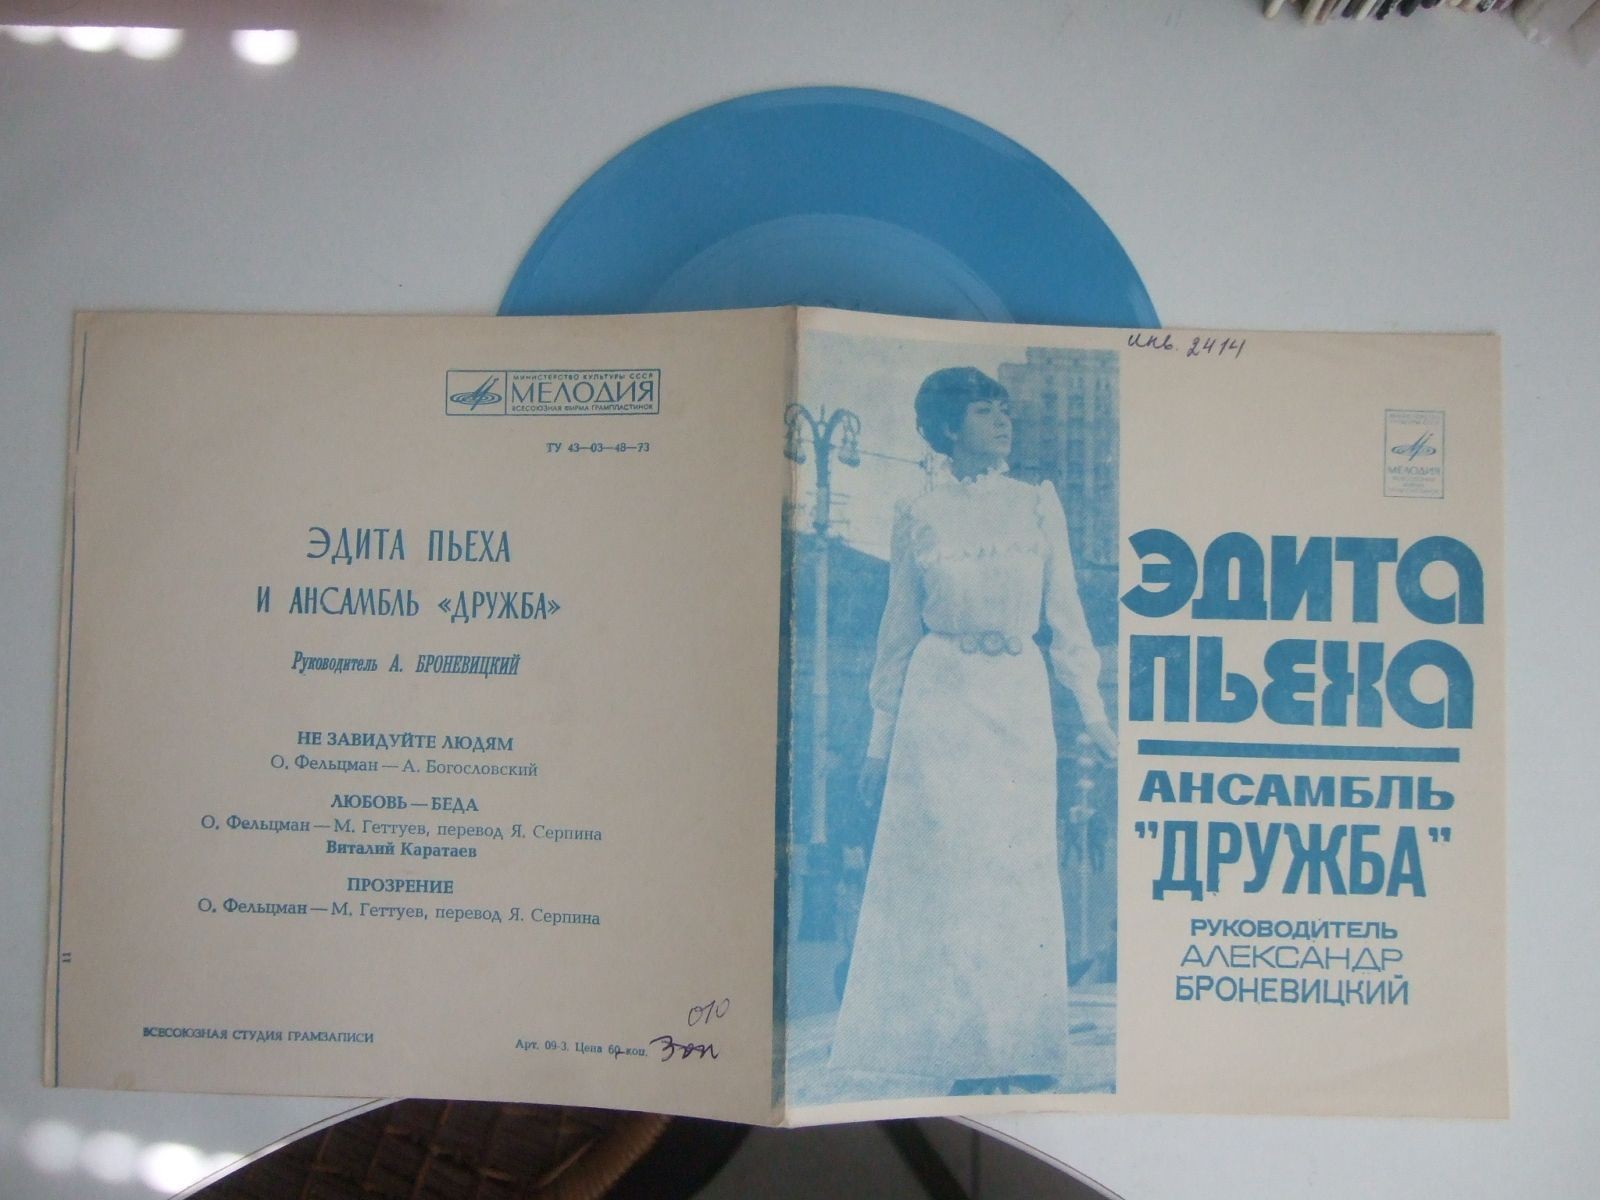 МИНИСТЕРСТВО КУЛЬТУРЫ СССР
МЕЛОДИЯ
ВСЕСОЮЗНАЯ ФИРМА ГРАМПЛАСТИНОК
ТУ 43—03—48—73
ЭДИТА ПЬЕХА
И АНСАМБЛЬ «ДРУЖБА»
Руководитель А. БРОНЕВИЦКИЙ
НЕ ЗАВИДУЙТЕ ЛЮДЯМ
О. Фельцман — А. Богословский
ЛЮБОВЬ — БЕДА
О. Фельцман — М. Геттуев, перевод Я. Серпина
Виталий Каратаев
ПРОЗРЕНИЕ
О. Фельцман — М. Геттуев, перевод Я. Серпина
11
ВСЕСОЮЗНАЯ СТУДИЯ ГРАМЗАПИСИ
Арт. 09-3. Цена 60 коп.
инв. 2414
МЕЛОДИЯ
ЭДИТА
ПЬЕХА
АНСАМБЛЬ
"ДРУЖБА"
РУКОВОДИТЕЛЬ
АЛЕКСАНДР
БРОНЕВИЦКИЙ